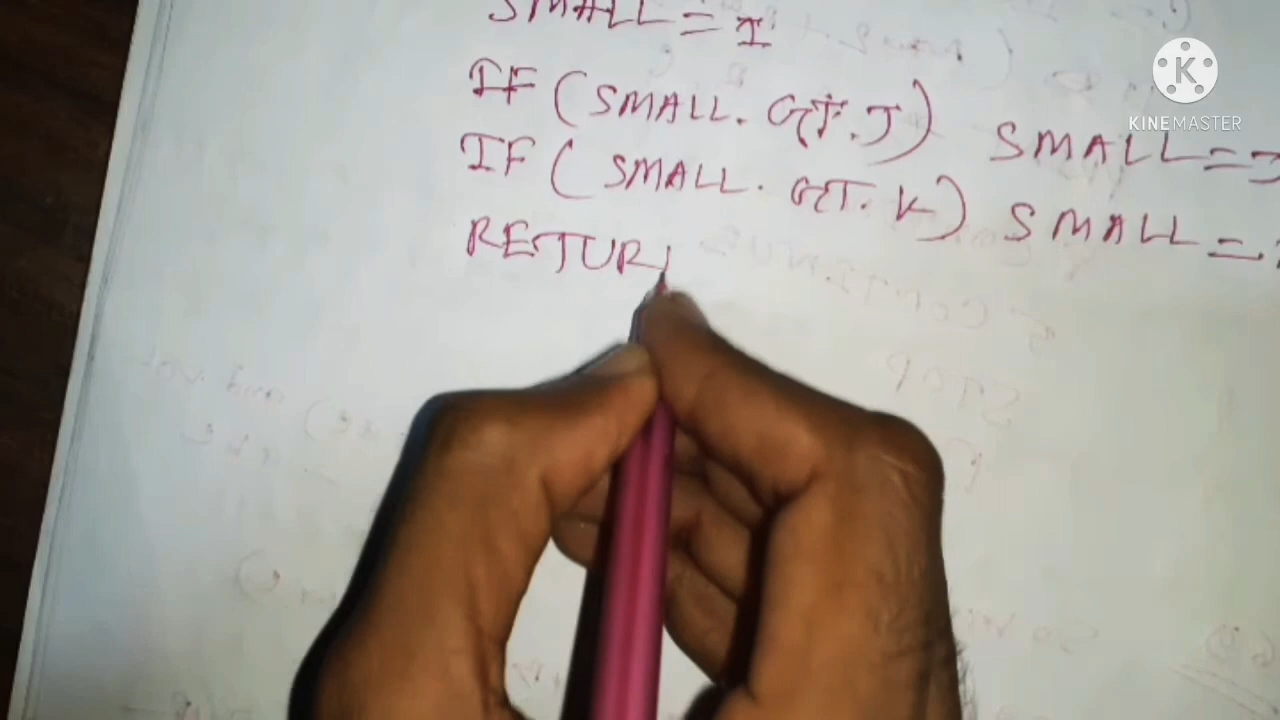 SMALL = I
IF (SMALL. GT. J) SMALL = J
IF (SMALL. GT. K) SMALL =
RETUR
KINEMASTER